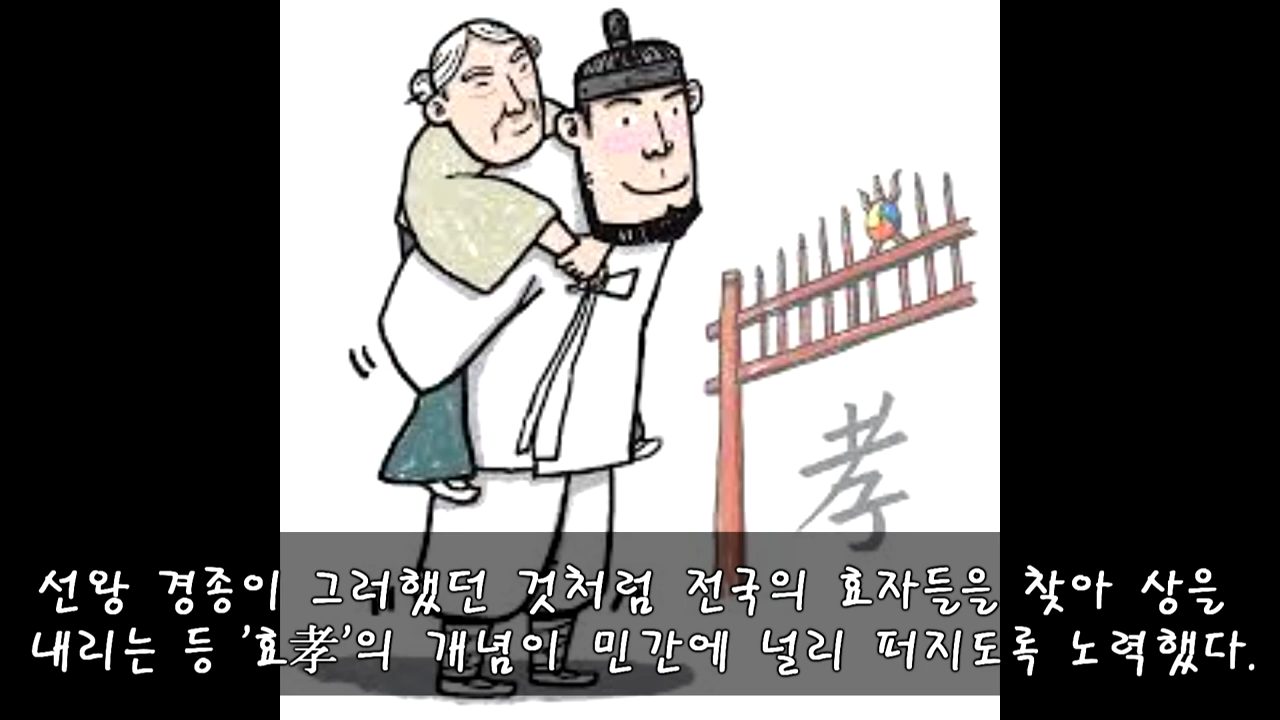 孝
선왕 경종이 그러했던 것처럼 전국의 효자들을 찾아 상을
내리는 등 '효孝'의 개념이 민간에 널리 퍼지도록 노력했다.